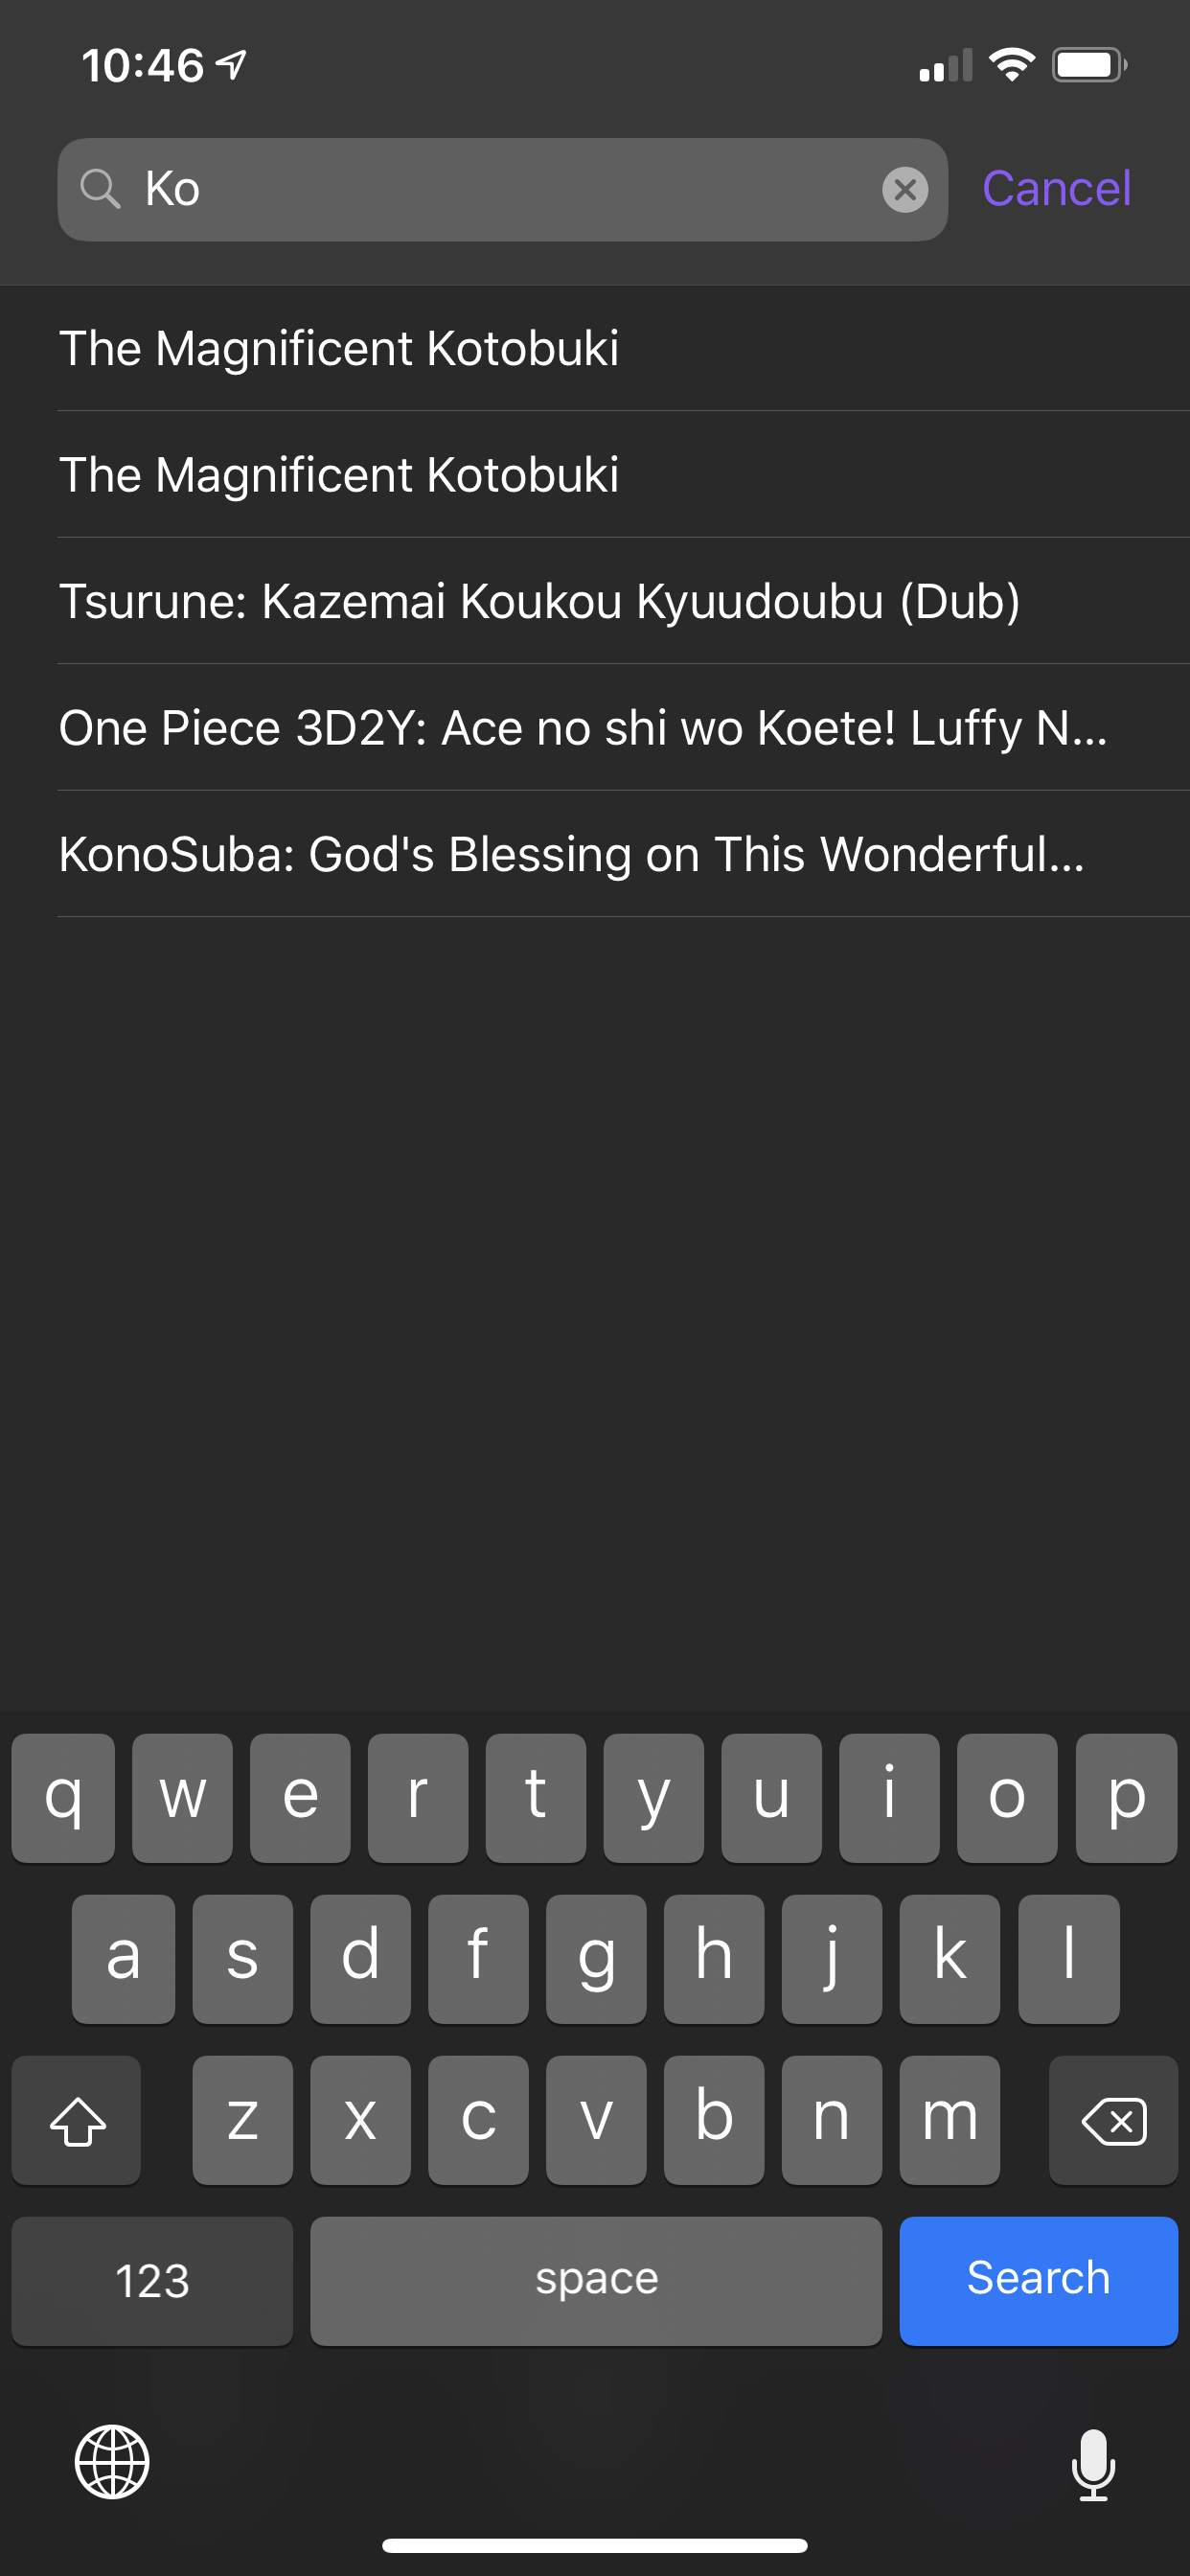 10:46
Ko
Cancel
The Magnificent Kotobuki
The Magnificent Kotobuki
Tsurune: Kazemai Koukou Kyuudoubu (Dub)
One Piece 3D2Y: Ace no shi wo Koete! Luffy N...
KonoSuba: God's Blessing on This Wonderful...
q w e r t y u i o p
a s d f g h j k l
z x c v b n m
123 space Search